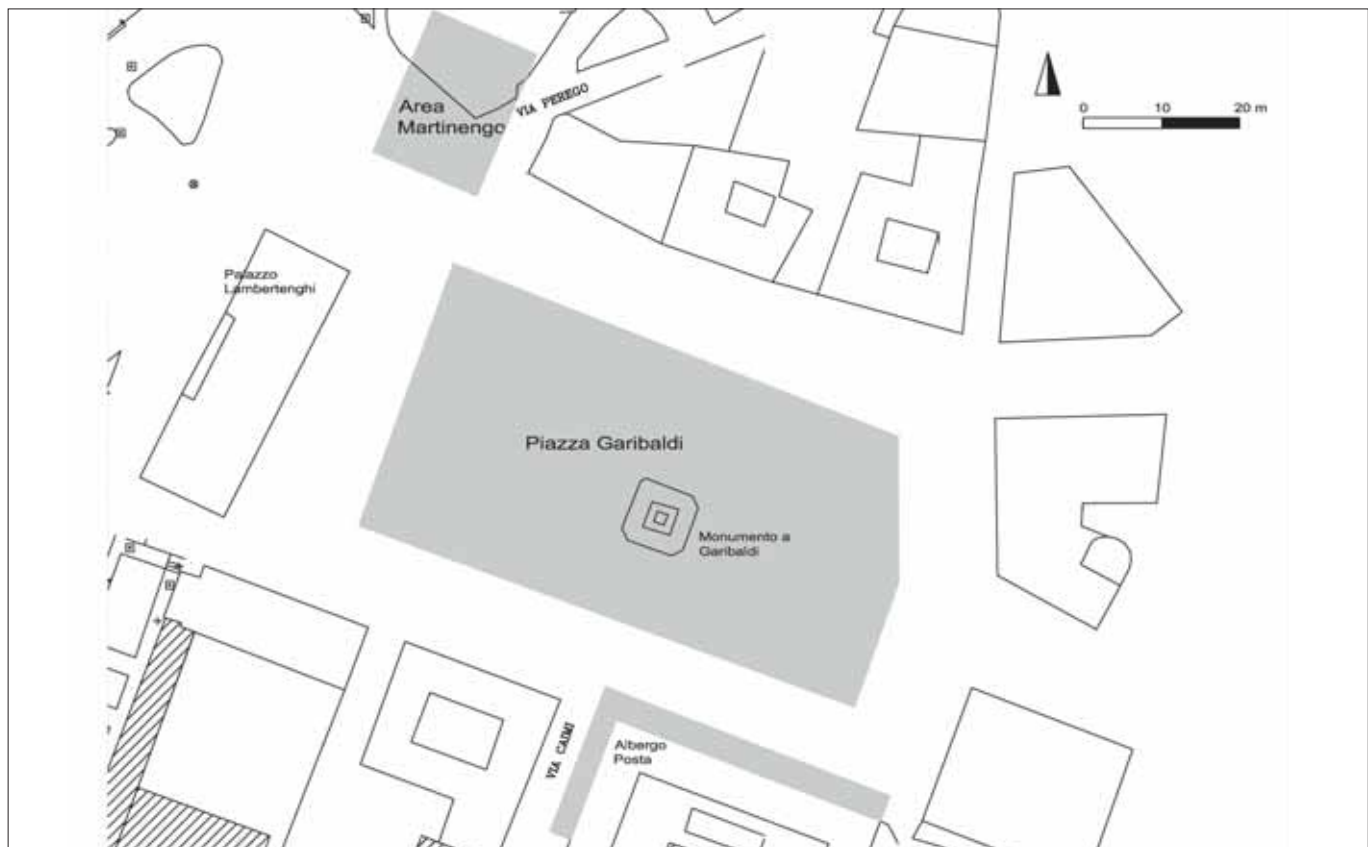 Area
Martinengo
VIA PEREGO
0 10 20 m
Palazzo
Lambertenghi
Piazza Garibaldi
Monumento a
Garibaldi
VIA CAIMI
Albergo
Posta